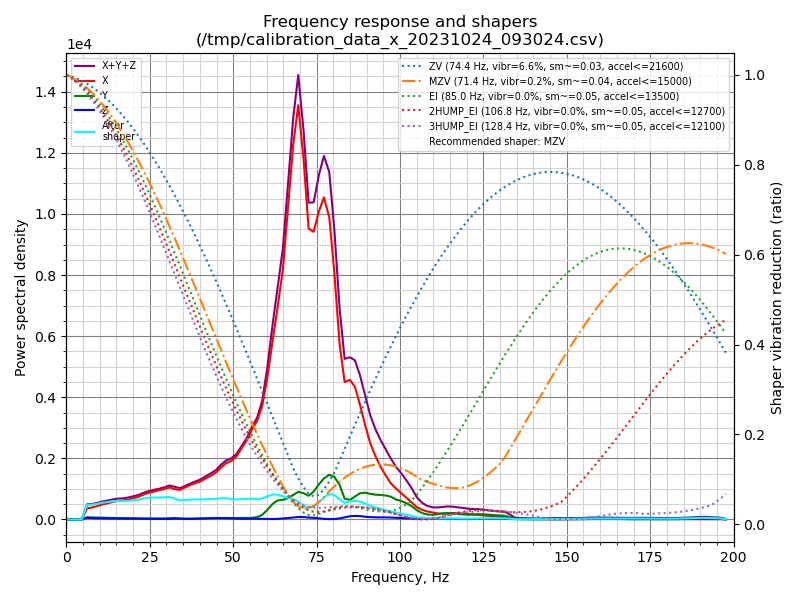 Frequency response and shapers
(/tmp/calibration_data_x_20231024_093024.csv)
1e4
X+Y+Z
X
Y
Z
After
shaper
ZV (74.4 Hz, vibr=6.6%, sm~=0.03, accel<=21600)
MZV (71.4 Hz, vibr=0.2%, sm~=0.04, accel<=15000)
EI (85.0 Hz, vibr=0.0%, sm~=0.05, accel<=13500)
2HUMP_EI (106.8 Hz, vibr=0.0%, sm~=0.05, accel<=12700)
3HUMP_EI (128.4 Hz, vibr=0.0%, sm~=0.05, accel<=12100)
Recommended shaper: MZV
Power spectral density
1.4
1.2
1.0
0.8
0.6
0.4
0.2
0.0
1.0
0.8
0.6
0.4
0.2
0.0
Shaper vibration reduction (ratio)
0 25 50 75 100 125 150 175 200
Frequency, Hz